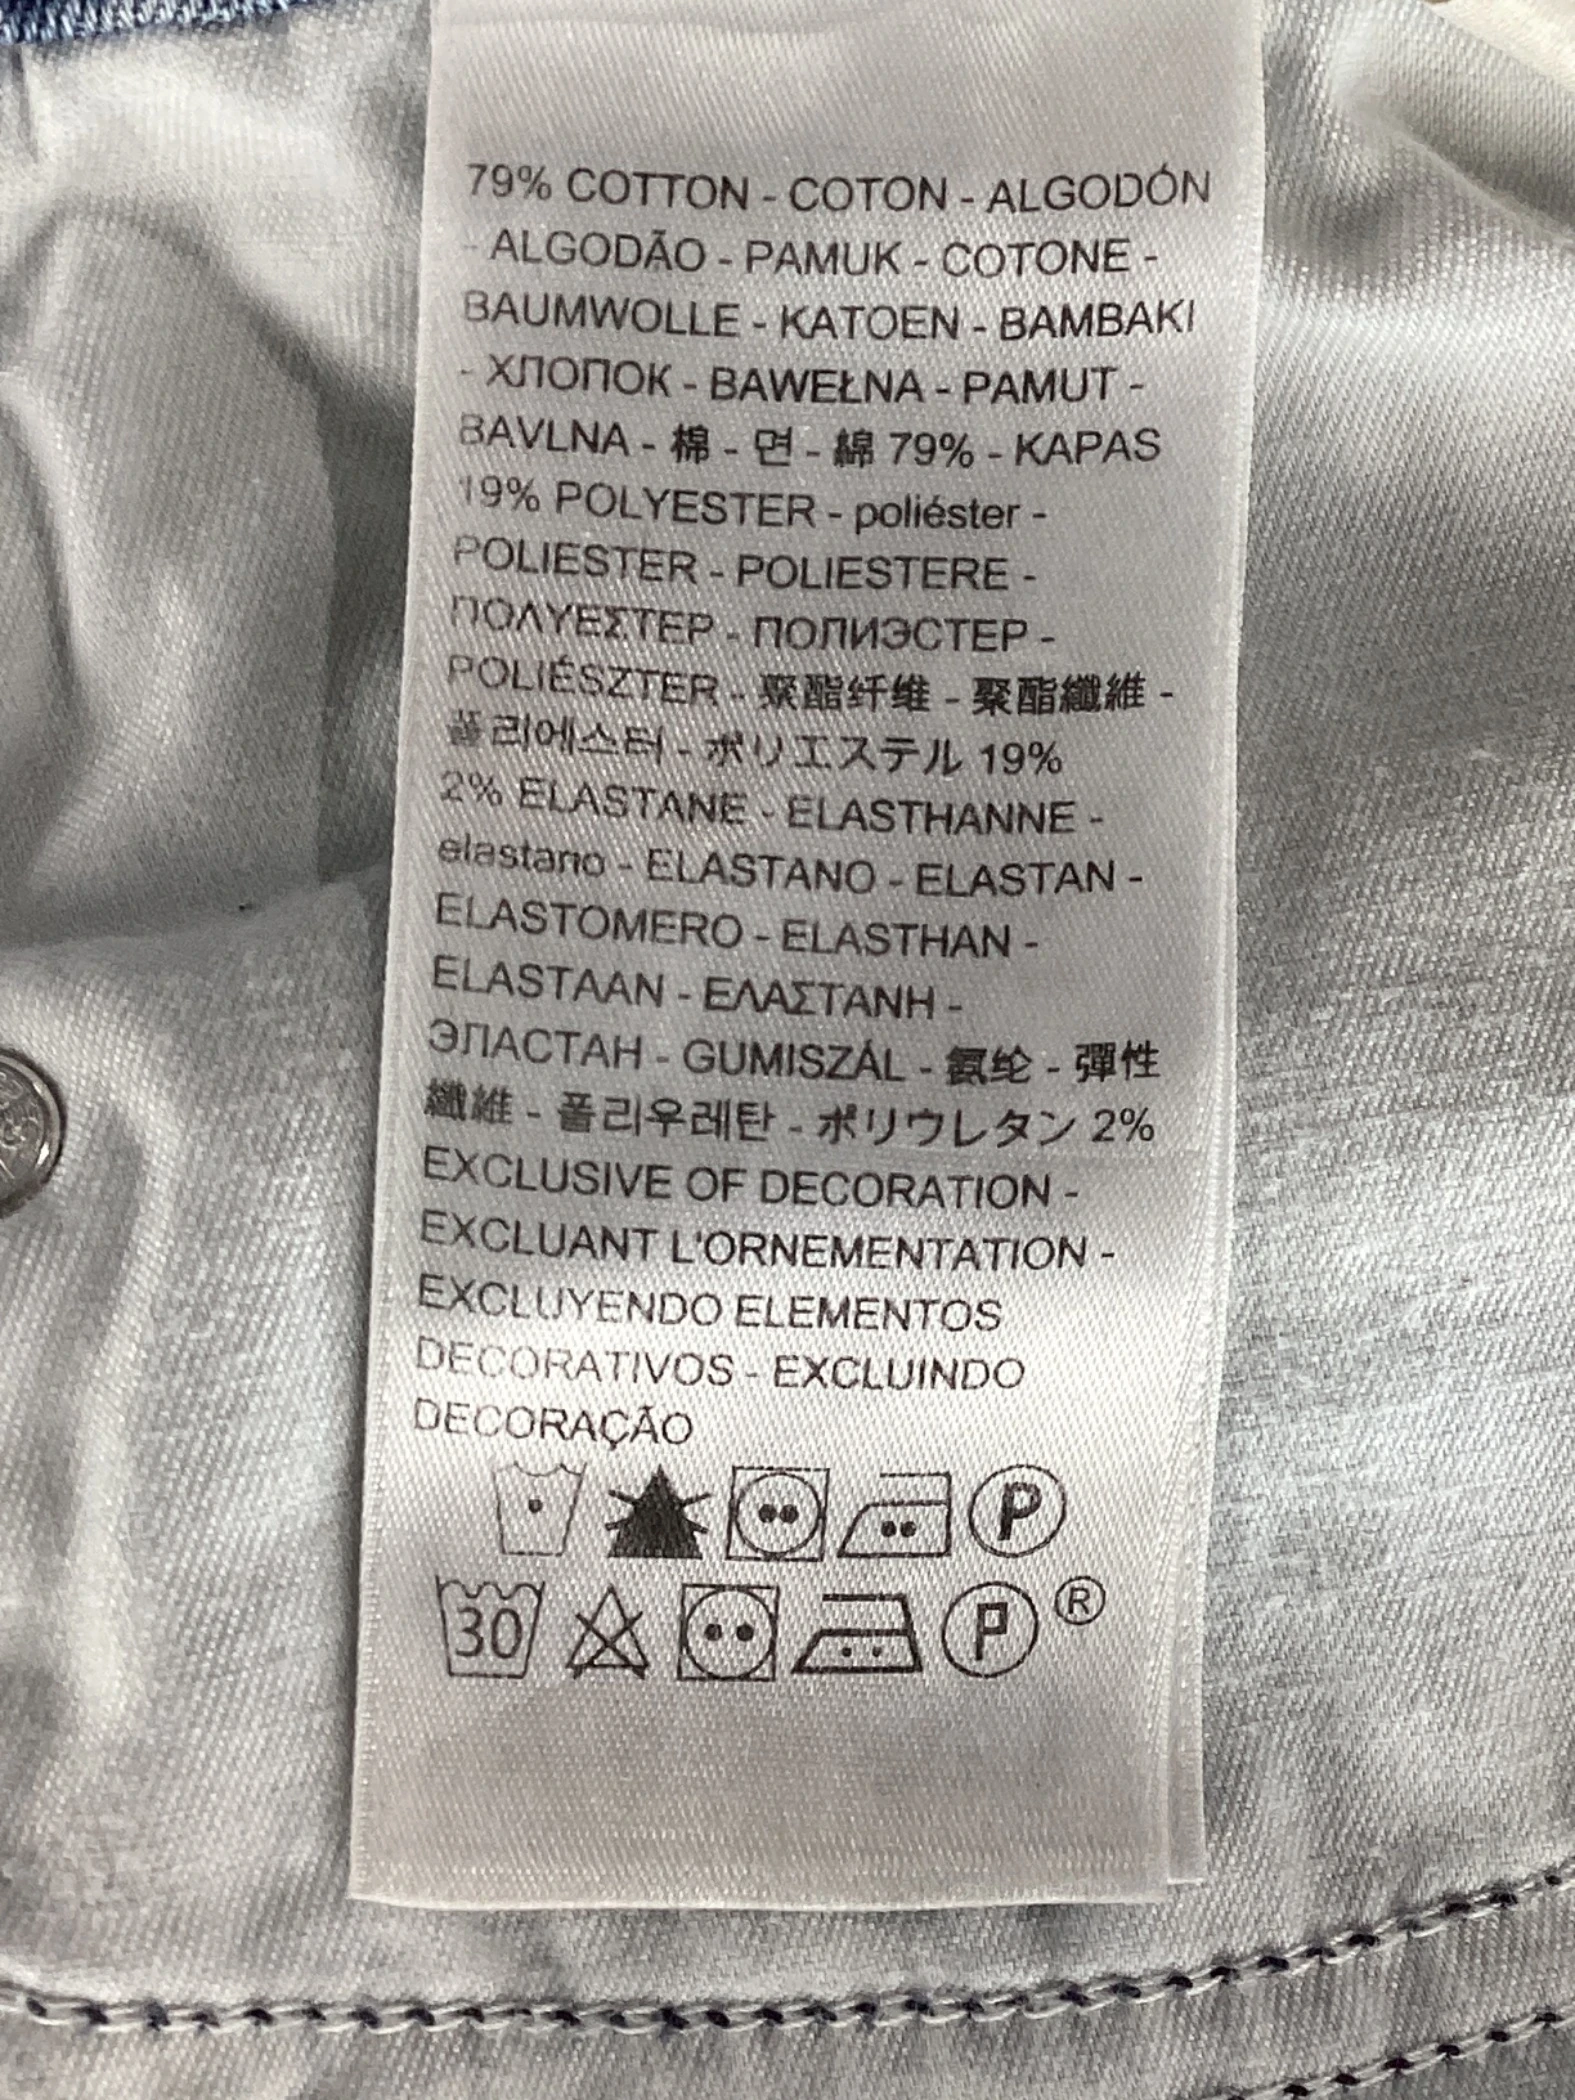 79% COTTON - COTON - ALGODÓN
- ALGODÃO - PAMUK - COTONE -
BAUMWOLLE - KATOEN - BAMBAKI
- ХЛОПОК - BAWEŁNA - PAMUT -
BAVLNA - 棉 - 면 - 綿 79% - KAPAS
19% POLYESTER - poliéster -
POLIESTER - POLIESTERE -
ΠΟΛΥΕΣΤΕΡ - ПОЛИЭСТЕР -
POLIÉSZTER - 聚酯纤维 - 聚酯纖維 -
폴리에스터 - ポリエステル 19%
2% ELASTANE - ELASTHANNE -
elastano - ELASTANO - ELASTAN -
ELASTOMERO - ELASTHAN -
ELASTAAN - ΕΛΑΣΤΑΝΗ -
ЭЛАСТАН - GUMISZÁL - 氨纶 - 彈性
纖維 - 폴리우레탄 - ポリウレタン 2%
EXCLUSIVE OF DECORATION -
EXCLUANT L'ORNEMENTATION -
EXCLUYENDO ELEMENTOS
DECORATIVOS - EXCLUINDO
DECORAÇÃO
P
30 P ®